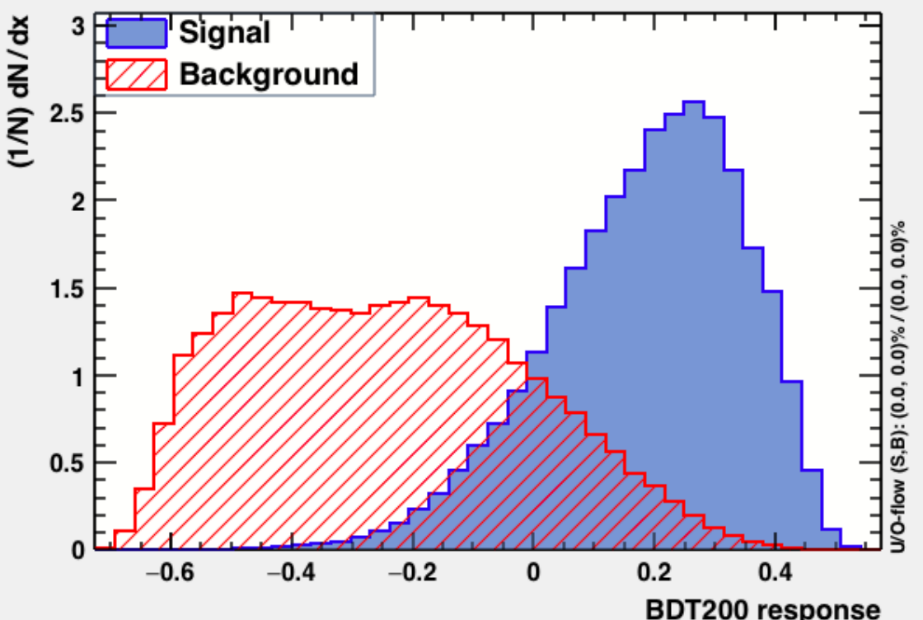 (1/N) dN / dx
Signal
Background
3
2.5
2
1.5
1
0.5
0
−0.6
−0.4
−0.2
0
0.2
0.4
BDT200 response
U/O-flow (S,B): (0.0, 0.0)% / (0.0, 0.0)%